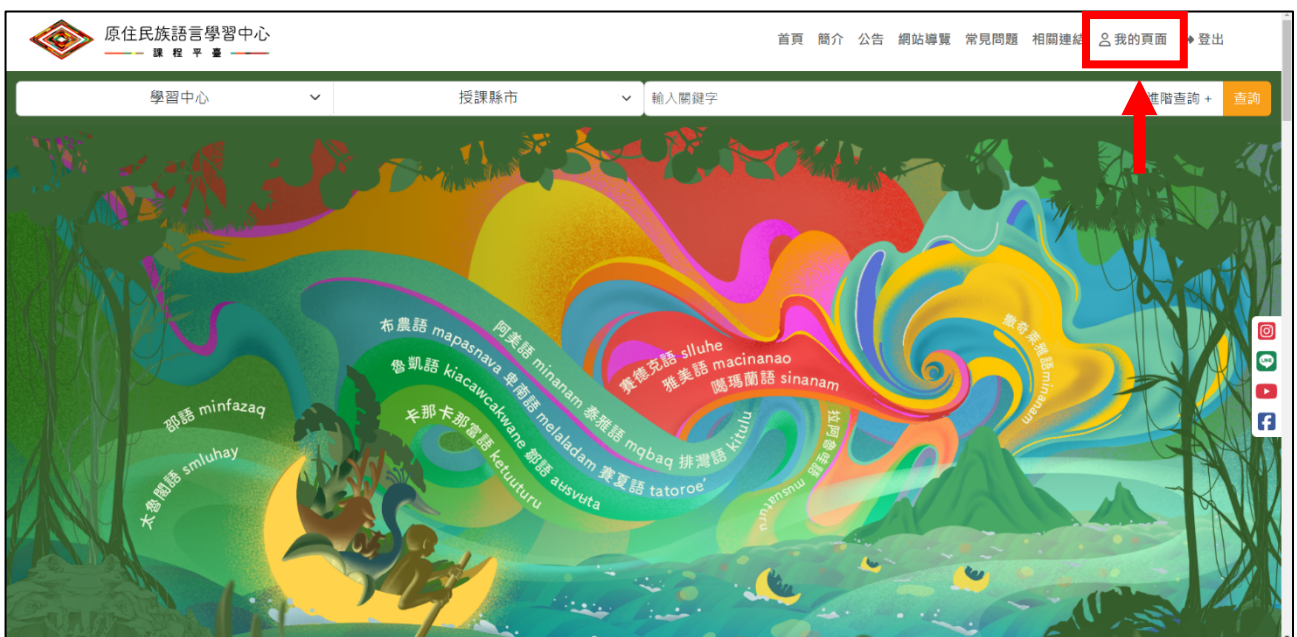 原住民族語言學習中心
課程平臺
首頁 簡介 公告 網站導覽 常見問題 相關連結 我的頁面 登出
學習中心 授課縣市 輸入關鍵字 進階查詢 + 查詢
布農語 mapasnava 卑南語 melaladam 賽夏語 tatoroe'
阿美語 minanam 泰雅語 mqbaq 排灣語 kitulu
魯凱語 kiacawcakwane 鄒語 aʉsvʉta
卡那卡那富語 ketuuturu
賽德克語 slluhe
雅美語 macinanao
噶瑪蘭語 sinanam
撒奇萊雅語 minanam
拉阿魯哇語 musuaturu
邵語 minfazaq
太魯閣語 smluhay
LINE